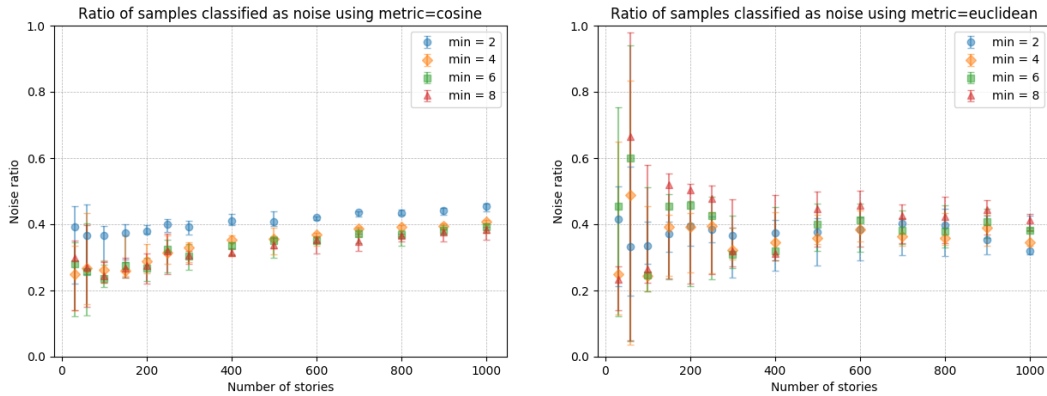 Ratio of samples classified as noise using metric=cosine
1.0
0.8
0.6
0.4
0.2
0.0
Noise ratio
0
200
400
600
800
1000
Number of stories
min = 2
min = 4
min = 6
min = 8
Ratio of samples classified as noise using metric=euclidean
1.0
0.8
0.6
0.4
0.2
0.0
Noise ratio
0
200
400
600
800
1000
Number of stories
min = 2
min = 4
min = 6
min = 8